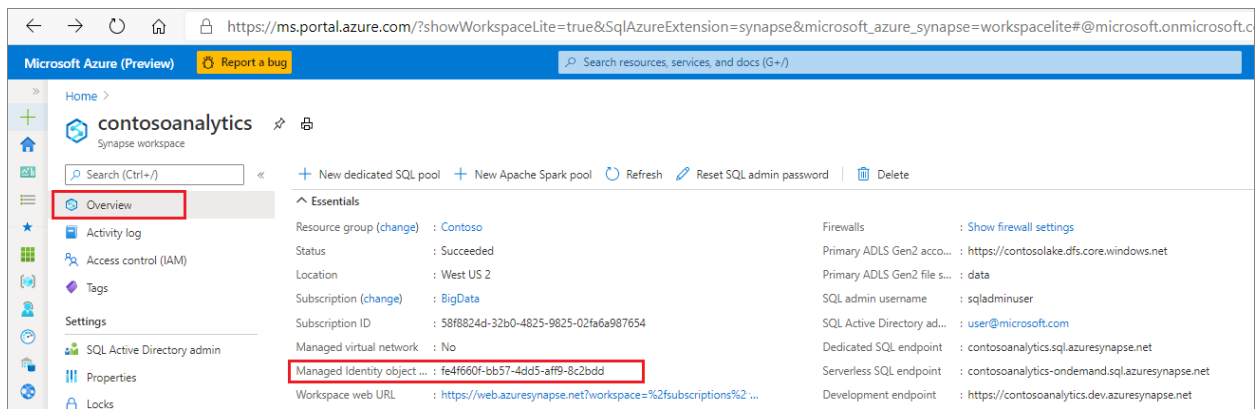 https://ms.portal.azure.com/?showWorkspaceLite=true&SqlAzureExtension=synapse&microsoft_azure_synapse=workspacelite#@microsoft.onmicrosoft.c
Microsoft Azure (Preview) Report a bug Search resources, services, and docs (G+/)
Home >
contosoanalytics
Synapse workspace
Search (Ctrl+/) « + New dedicated SQL pool + New Apache Spark pool Refresh Reset SQL admin password Delete
Overview
Activity log
Access control (IAM)
Tags
Settings
SQL Active Directory admin
Properties
Locks
Essentials
Resource group (change) : Contoso
Status : Succeeded
Location : West US 2
Subscription (change) : BigData
Subscription ID : 58f8824d-32b0-4825-9825-02fa6a987654
Managed virtual network : No
Managed Identity object ... : fe4f660f-bb57-4dd5-aff9-8c2bdd
Workspace web URL : https://web.azuresynapse.net?workspace=%2fsubscriptions%2 ...
Firewalls : Show firewall settings
Primary ADLS Gen2 acco... : https://contosolake.dfs.core.windows.net
Primary ADLS Gen2 file s... : data
SQL admin username : sqladminuser
SQL Active Directory ad... : user@microsoft.com
Dedicated SQL endpoint : contosoanalytics.sql.azuresynapse.net
Serverless SQL endpoint : contosoanalytics-ondemand.sql.azuresynapse.net
Development endpoint : https://contosoanalytics.dev.azuresynapse.net